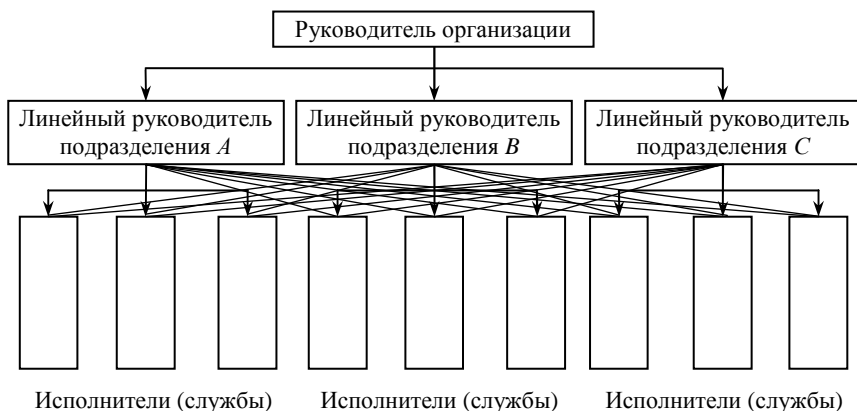 Руководитель организации
Линейный руководитель
подразделения A
Линейный руководитель
подразделения B
Линейный руководитель
подразделения C
Исполнители (службы)
Исполнители (службы)
Исполнители (службы)